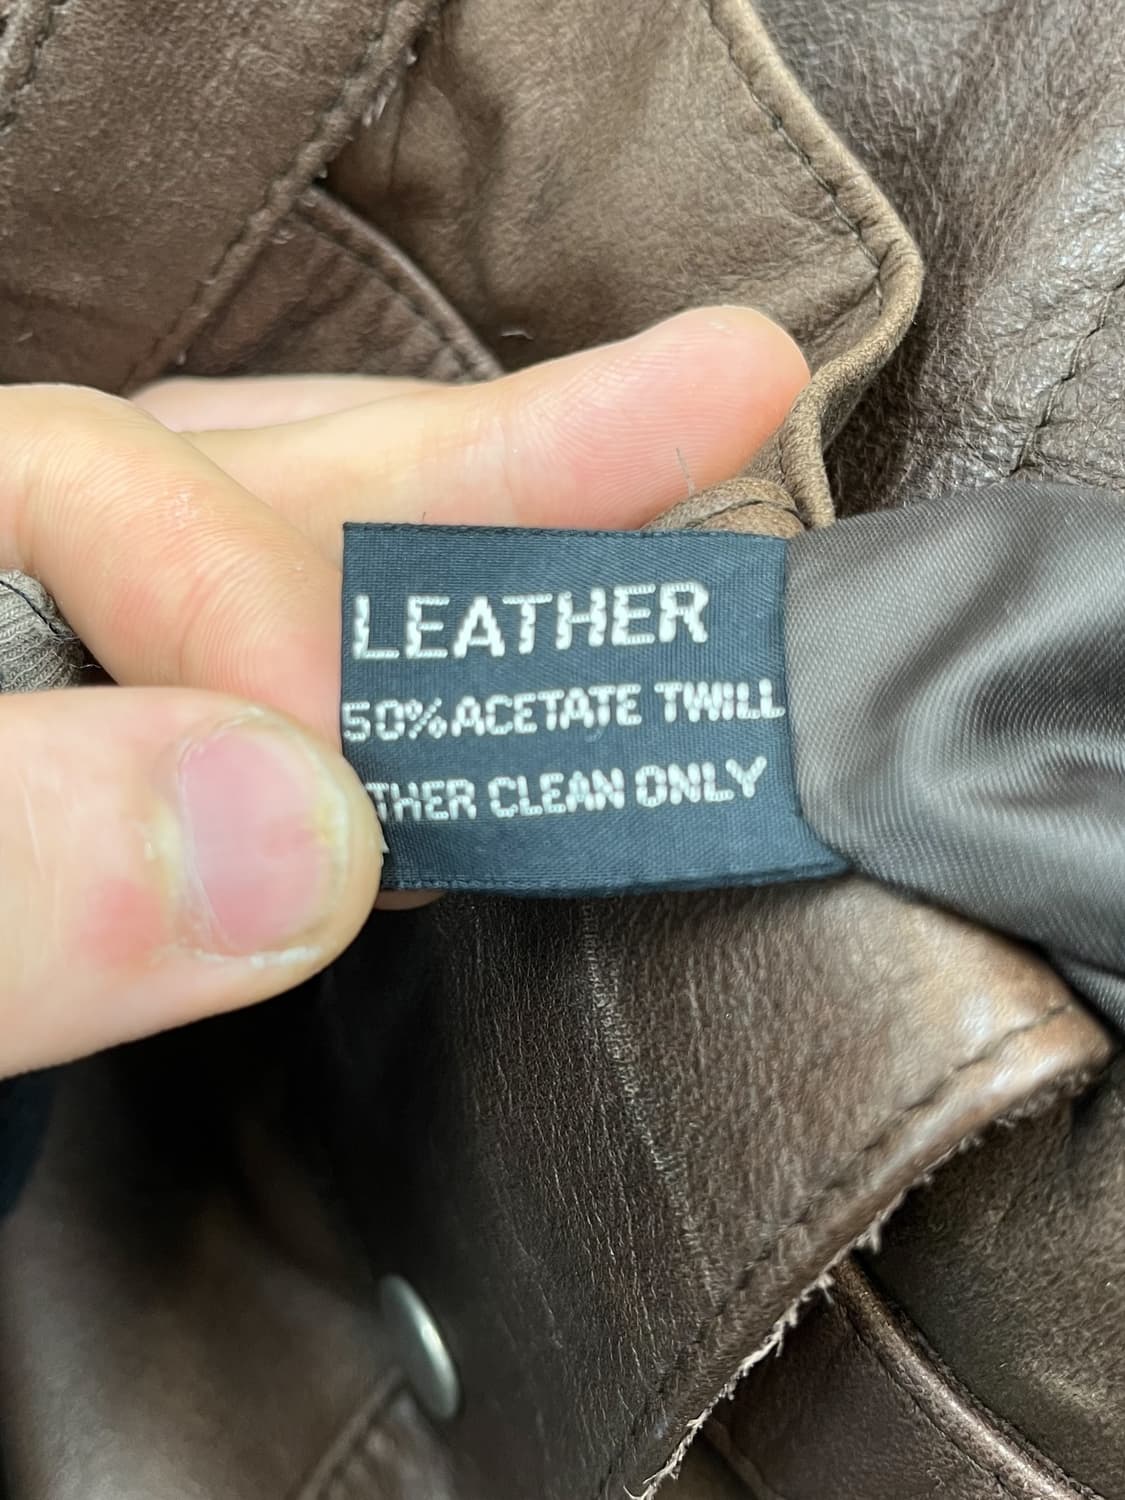 LEATHER
50% ACETATE TWILL
THER CLEAN ONLY